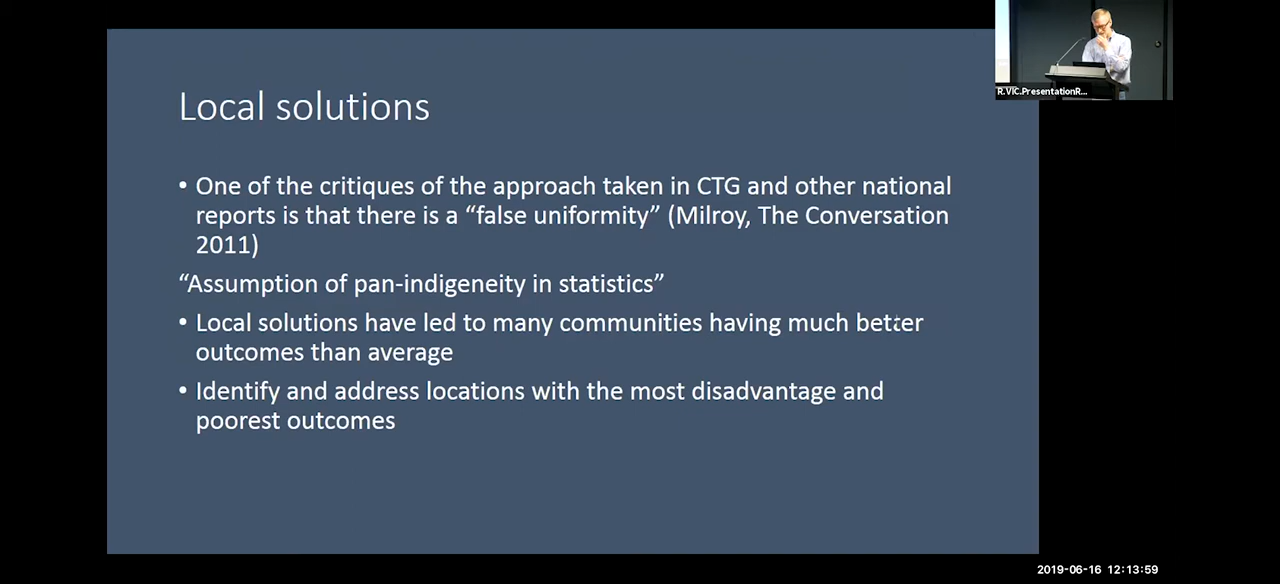 R.VIC.PresentationR...
Local solutions
• One of the critiques of the approach taken in CTG and other national
reports is that there is a “false uniformity” (Milroy, The Conversation
2011)
“Assumption of pan-indigeneity in statistics”
• Local solutions have led to many communities having much better
outcomes than average
• Identify and address locations with the most disadvantage and
poorest outcomes
2019-06-16 12:13:59